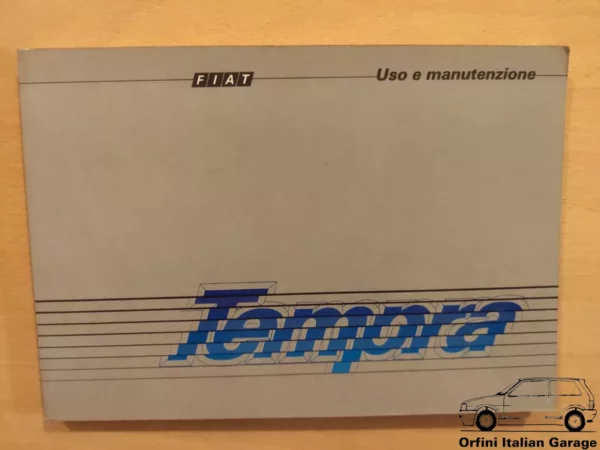 FIAT
Uso e manutenzione
Tempra
Orfini Italian Garage